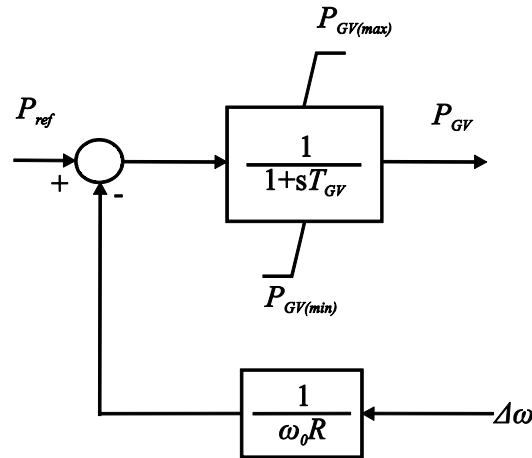 P_GV(max)
P_ref
P_GV
1
1+sT_GV
+
-
P_GV(min)
1
ω_0R
Δω